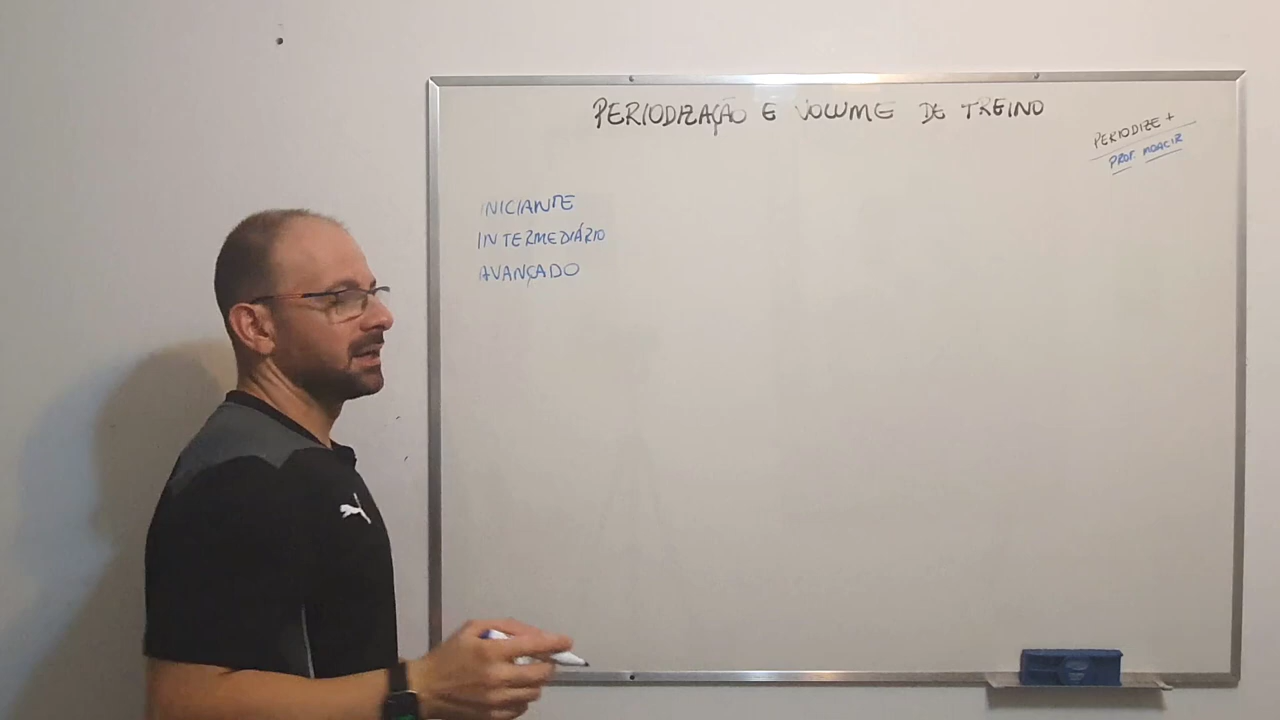 PERIODIZAÇÃO E VOLUME DE TREINO
PERIODIZE +
PROF. MOACIR
INICIANTE
INTERMEDIÁRIO
AVANÇADO